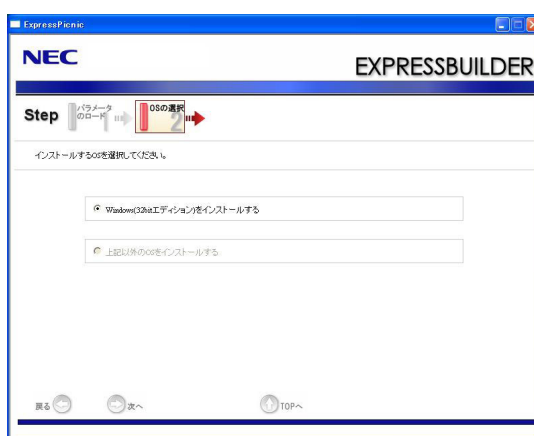 ExpressPicnic
NEC
EXPRESSBUILDER
Step
パラメータ
のロード 1
OSの選択
2
インストールするOSを選択してください。
Windows(32bitエディション)をインストールする
上記以外のOSをインストールする
戻る
次へ
TOPへ